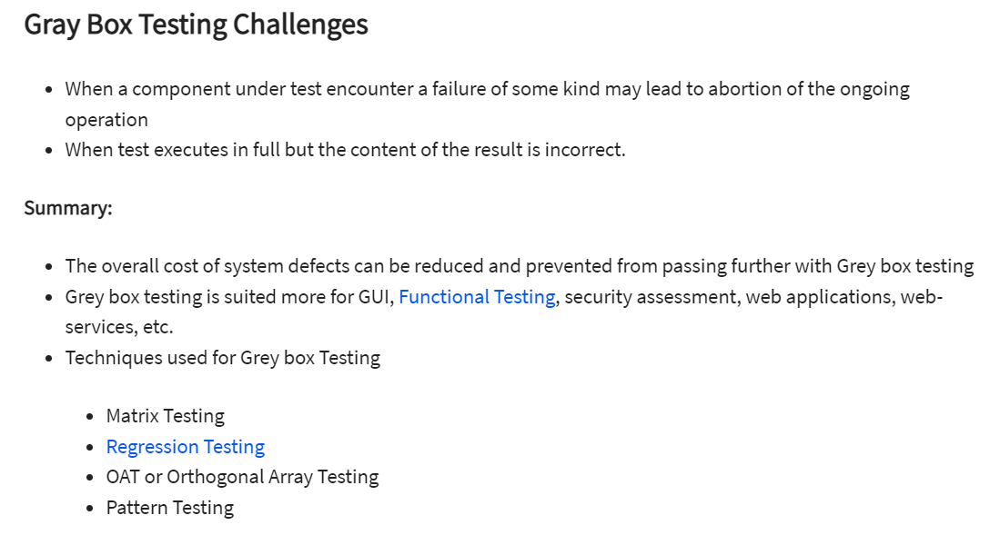 Gray Box Testing Challenges
When a component under test encounter a failure of some kind may lead to abortion of the ongoing
operation
When test executes in full but the content of the result is incorrect.
Summary:
The overall cost of system defects can be reduced and prevented from passing further with Grey box testing
Grey box testing is suited more for GUI, Functional Testing, security assessment, web applications, web-
services, etc.
Techniques used for Grey box Testing
Matrix Testing
Regression Testing
OAT or Orthogonal Array Testing
Pattern Testing